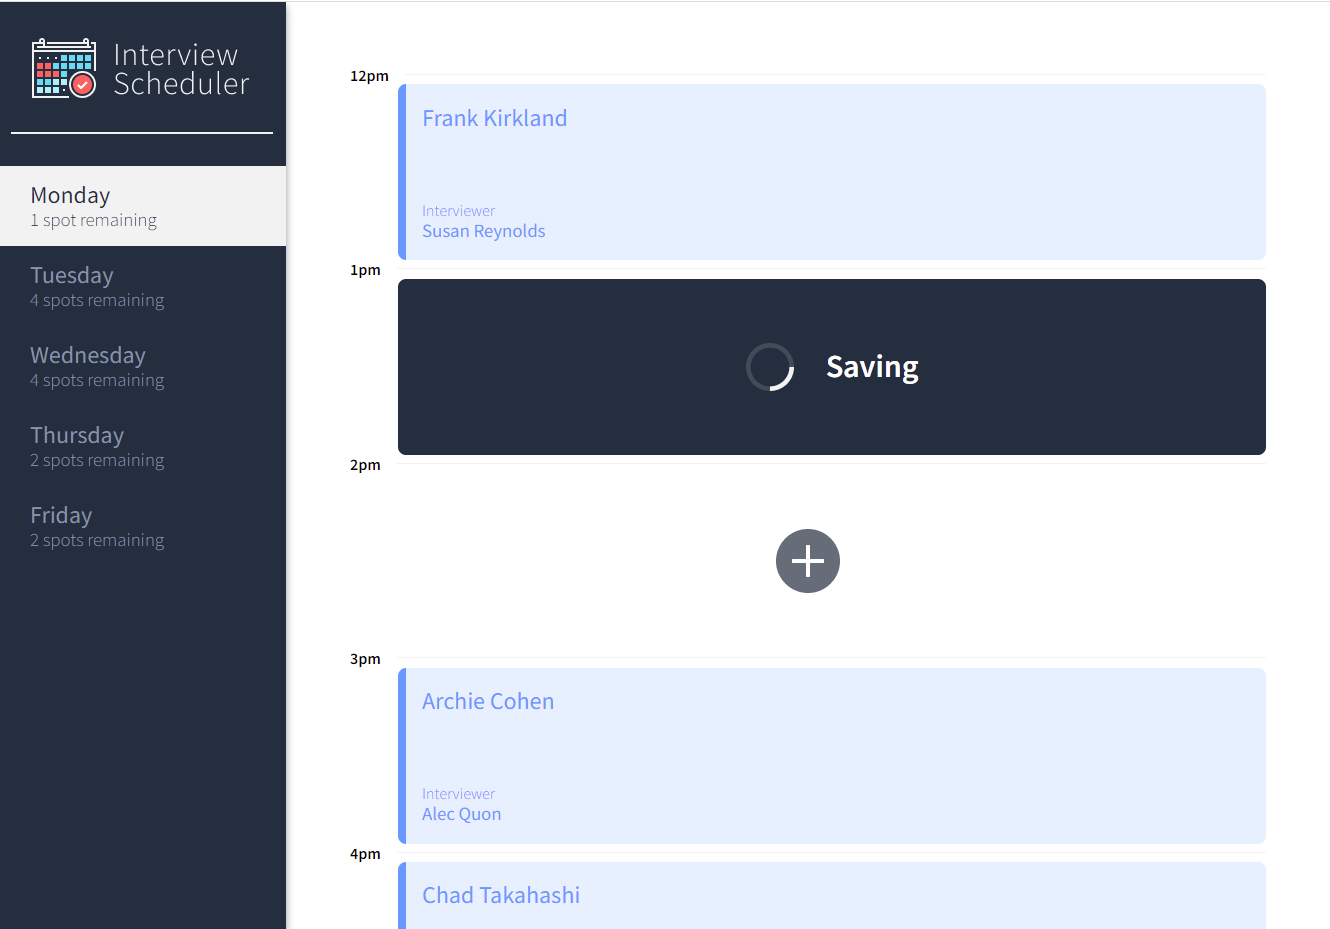 Interview
Scheduler
Monday
1 spot remaining
Tuesday
4 spots remaining
Wednesday
4 spots remaining
Thursday
2 spots remaining
Friday
2 spots remaining
12pm
Frank Kirkland
Interviewer
Susan Reynolds
1pm
Saving
2pm
3pm
Archie Cohen
Interviewer
Alec Quon
4pm
Chad Takahashi